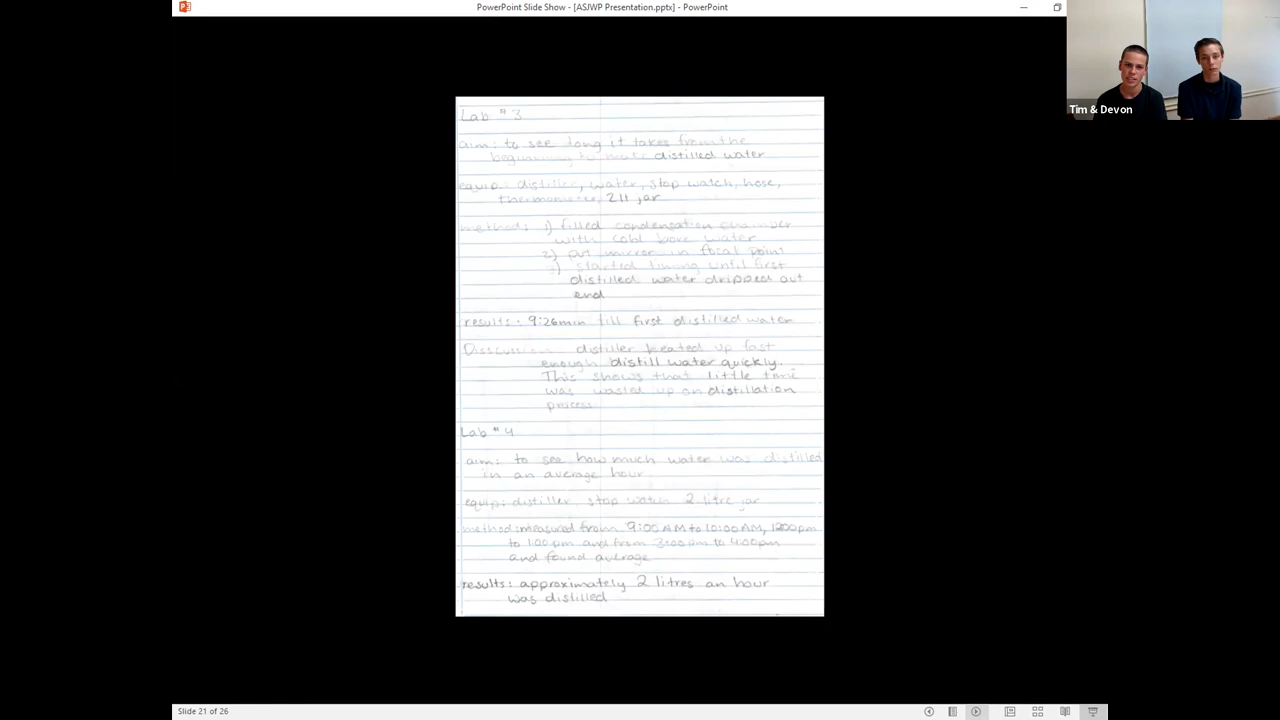 PowerPoint Slide Show - [ASJWP Presentation.pptx] - PowerPoint
Tim & Devon
Lab #3
aim: to see long it takes from the
beguaning to make distilled water
equip: distiller, water, stop watch, hose,
thermometer, 2lt jar
method: 1) filled condensation chamber
with cold bore water
2) put mirror in focal point
3) started timing until first
distilled water dripped out
end
results: 9:26min till first distilled water
Disscussion distiller heated up fast
enough distill water quickly.
This shows that little time
was wasted up on distillation
process
Lab #4
aim: to see how much water was distilled
in an average hour
equip: distiller, stop watch 2 litre jar
method: measured from 9:00AM to 10:00AM, 1200pm
to 1:00pm and from 3:00pm to 4:00pm
and found average
results: approximately 2 litres an hour
was distilled
Slide 21 of 26